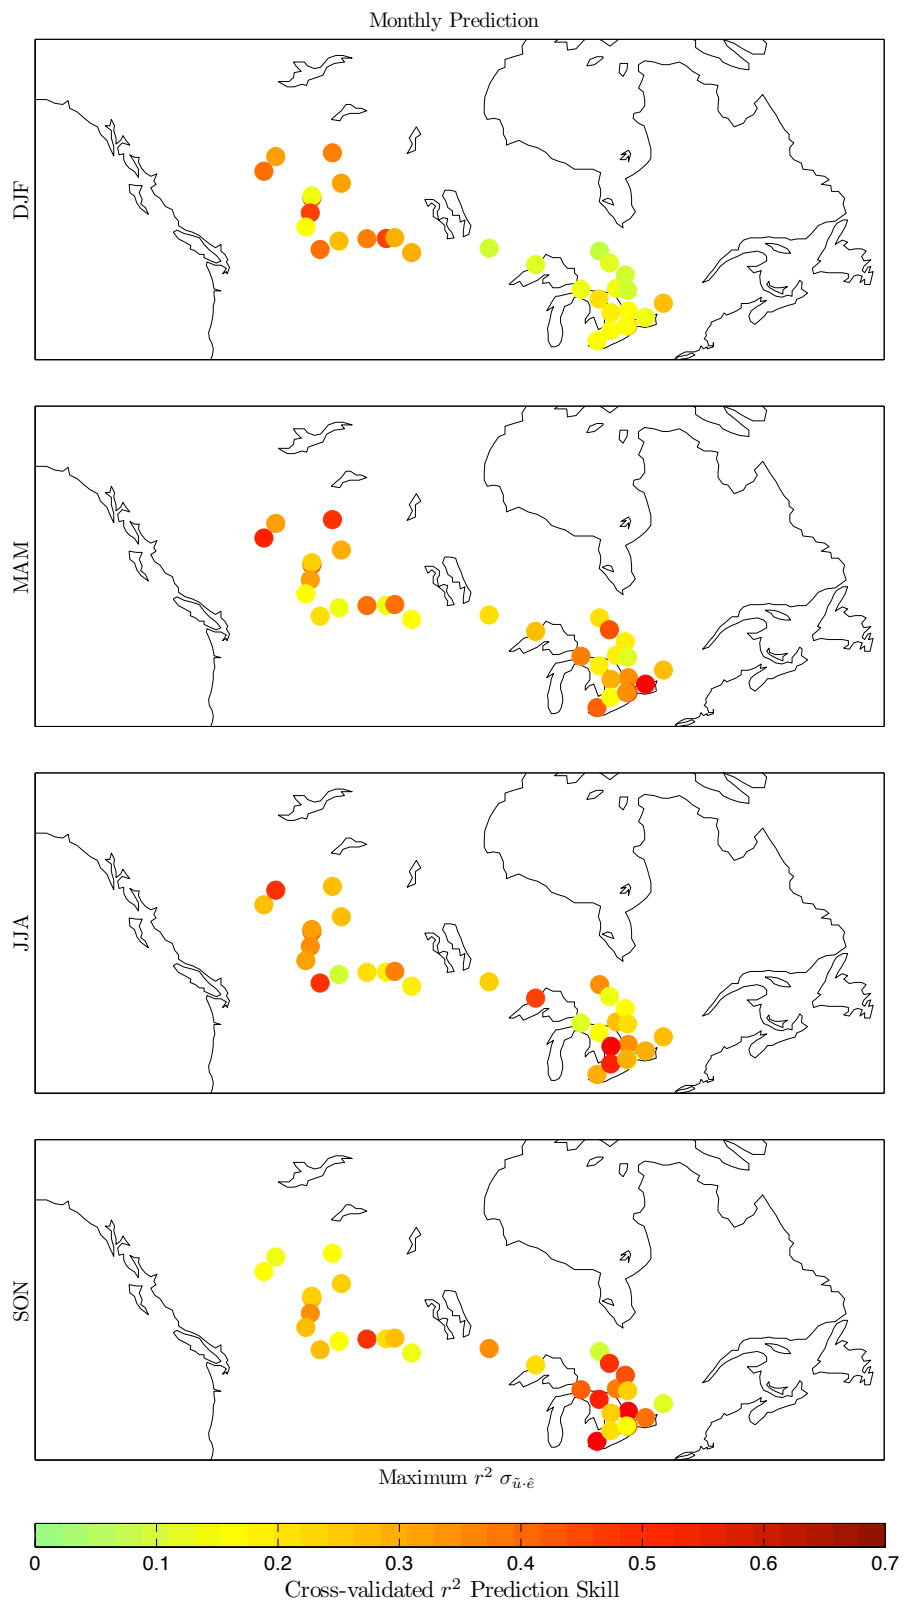 Monthly Prediction
DJF
MAM
JJA
SON
Maximum r² σ_{ũ·ê}
0 0.1 0.2 0.3 0.4 0.5 0.6 0.7
Cross-validated r² Prediction Skill